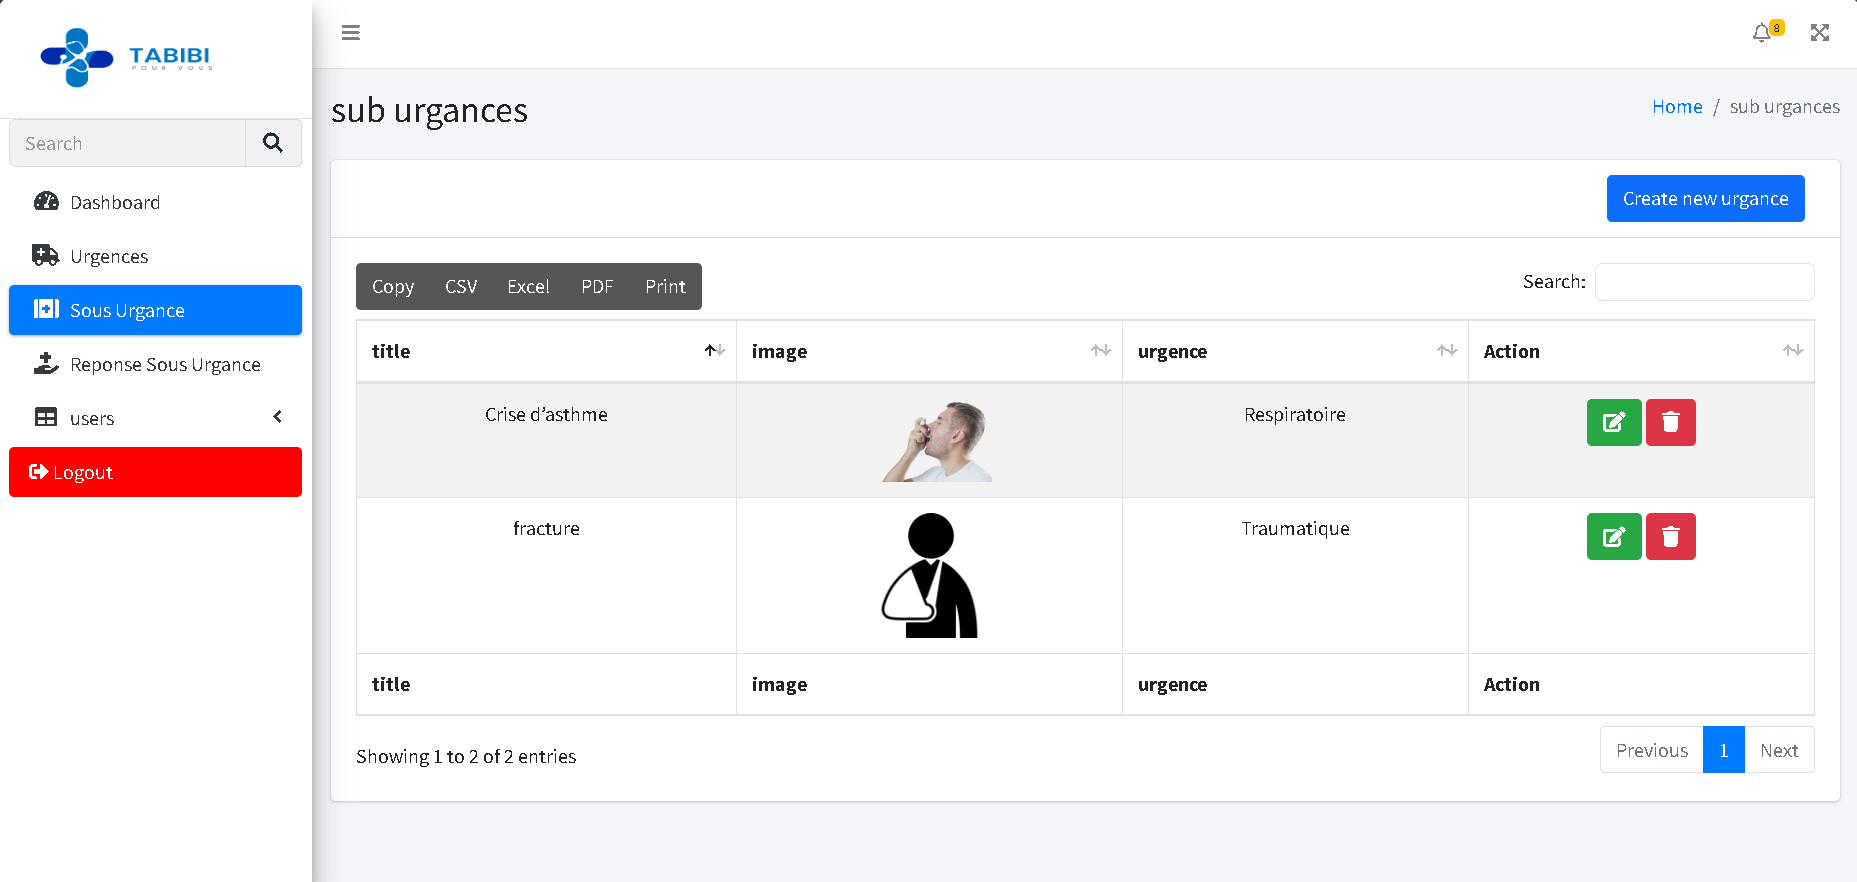 TABIBI
POUR VOUS
8
Search
Dashboard
Urgences
Sous Urgance
Reponse Sous Urgance
users
Logout
sub urgances
Home / sub urgances
Create new urgance
Copy CSV Excel PDF Print
Search:
title image urgence Action
Crise d’asthme Respiratoire
fracture Traumatique
title image urgence Action
Showing 1 to 2 of 2 entries
Previous 1 Next